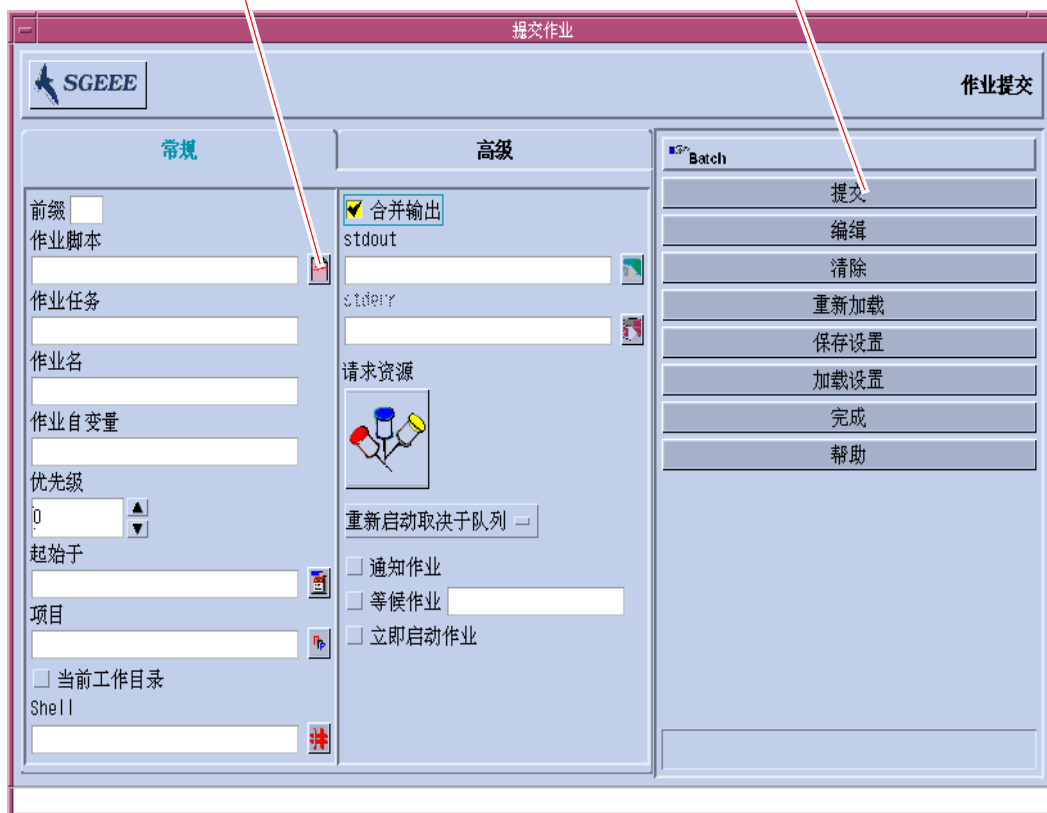 提交作业
SGEEE
作业提交
常规
高级
前缀
作业脚本
作业任务
作业名
作业自变量
优先级
0
起始于
项目
当前工作目录
Shell
合并输出
stdout
stderr
请求资源
重新启动取决于队列
通知作业
等候作业
立即启动作业
Batch
提交
编缉
清除
重新加载
保存设置
加载设置
完成
帮助